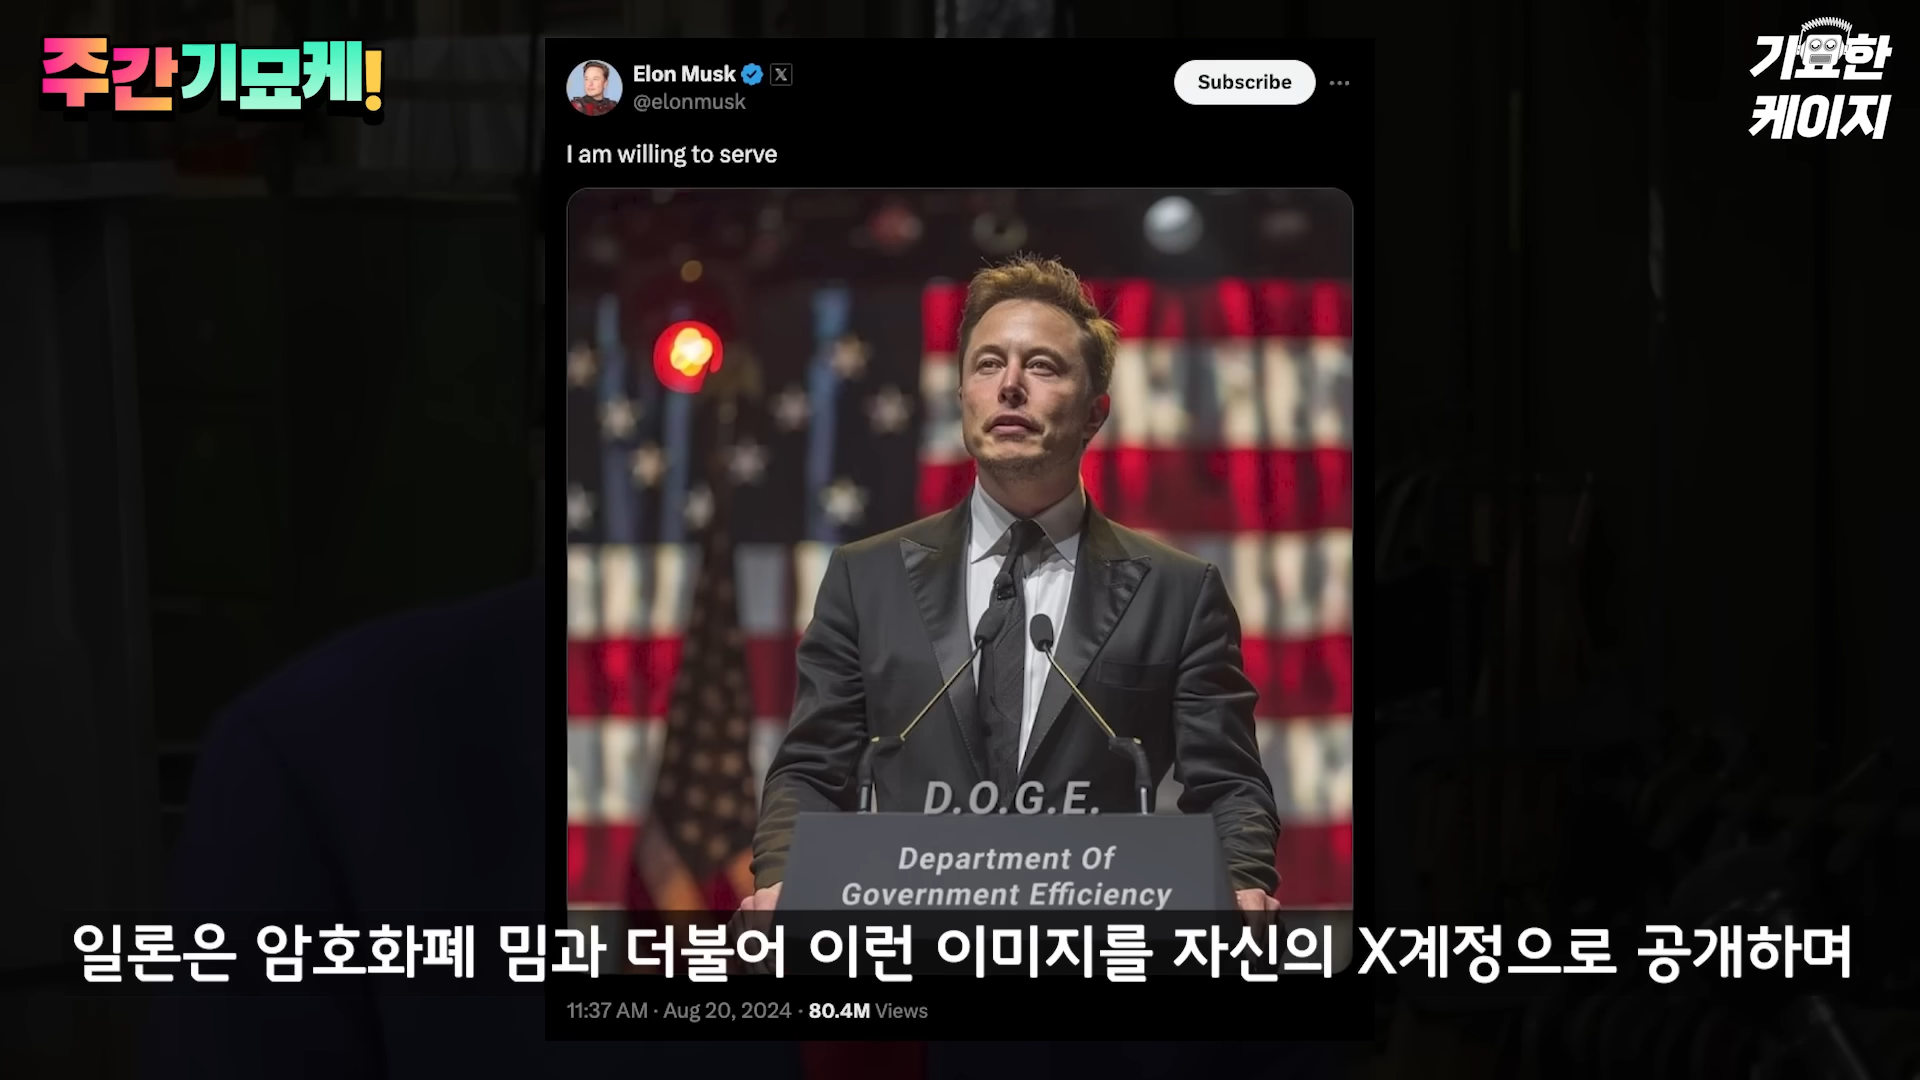 주간기묘케!
기묘한
케이지
Elon Musk
@elonmusk
Subscribe
I am willing to serve
D.O.G.E.
Department Of
Government Efficiency
일론은 암호화폐 밈과 더불어 이런 이미지를 자신의 X계정으로 공개하며
11:37 AM · Aug 20, 2024 · 80.4M Views